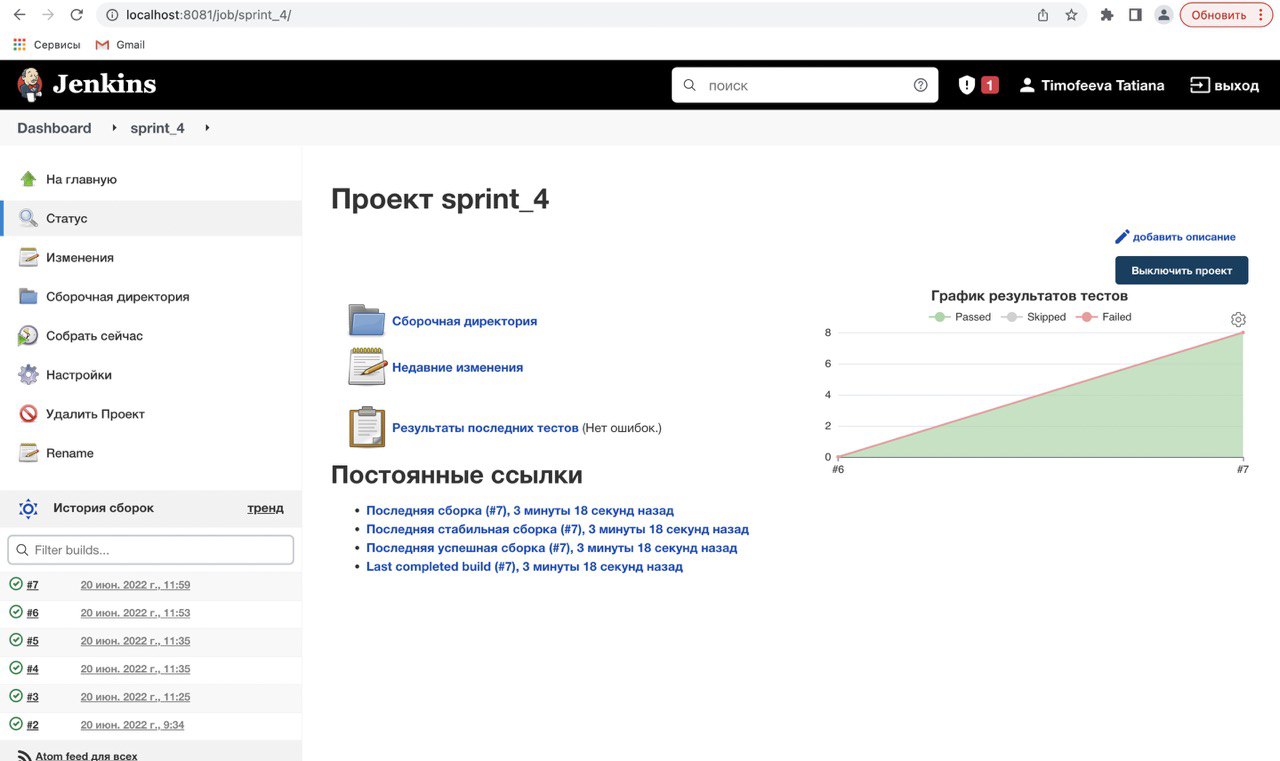 localhost:8081/job/sprint_4/
Обновить
Сервисы Gmail
Jenkins
поиск
1
Timofeeva Tatiana
выход
Dashboard sprint_4
На главную
Статус
Изменения
Сборочная директория
Собрать сейчас
Настройки
Удалить Проект
Rename
История сборок тренд
Filter builds...
#7 20 июн. 2022 г., 11:59
#6 20 июн. 2022 г., 11:53
#5 20 июн. 2022 г., 11:35
#4 20 июн. 2022 г., 11:35
#3 20 июн. 2022 г., 11:25
#2 20 июн. 2022 г., 9:34
Atom feed для всех
Проект sprint_4
добавить описание
Выключить проект
Сборочная директория
Недавние изменения
Результаты последних тестов (Нет ошибок.)
График результатов тестов
Passed Skipped Failed
8
6
4
2
0
#6 #7
Постоянные ссылки
• Последняя сборка (#7), 3 минуты 18 секунд назад
• Последняя стабильная сборка (#7), 3 минуты 18 секунд назад
• Последняя успешная сборка (#7), 3 минуты 18 секунд назад
• Last completed build (#7), 3 минуты 18 секунд назад